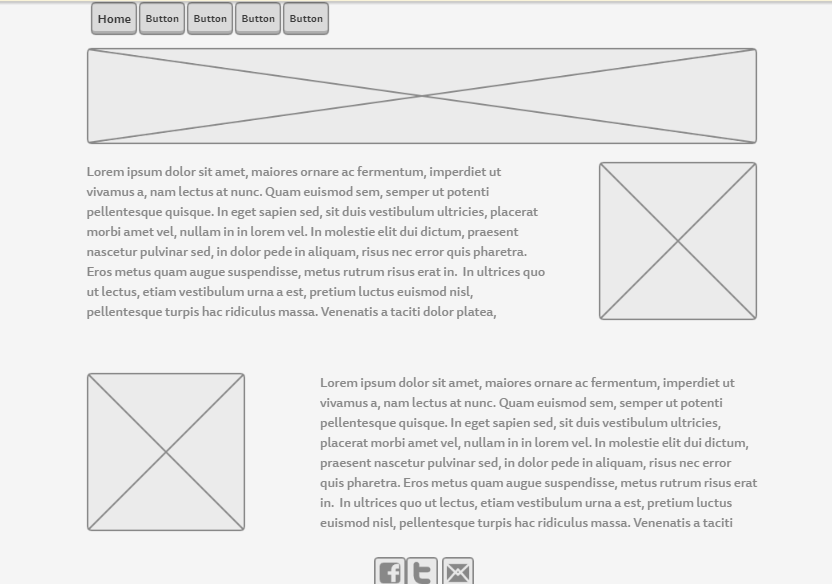 Home Button Button Button Button
Lorem ipsum dolor sit amet, maiores ornare ac fermentum, imperdiet ut
vivamus a, nam lectus at nunc. Quam euismod sem, semper ut potenti
pellentesque quisque. In eget sapien sed, sit duis vestibulum ultricies, placerat
morbi amet vel, nullam in in lorem vel. In molestie elit dui dictum, praesent
nascetur pulvinar sed, in dolor pede in aliquam, risus nec error quis pharetra.
Eros metus quam augue suspendisse, metus rutrum risus erat in.  In ultrices quo
ut lectus, etiam vestibulum urna a est, pretium luctus euismod nisl,
pellentesque turpis hac ridiculus massa. Venenatis a taciti dolor platea,
Lorem ipsum dolor sit amet, maiores ornare ac fermentum, imperdiet ut
vivamus a, nam lectus at nunc. Quam euismod sem, semper ut potenti
pellentesque quisque. In eget sapien sed, sit duis vestibulum ultricies,
placerat morbi amet vel, nullam in in lorem vel. In molestie elit dui dictum,
praesent nascetur pulvinar sed, in dolor pede in aliquam, risus nec error
quis pharetra. Eros metus quam augue suspendisse, metus rutrum risus erat
in.  In ultrices quo ut lectus, etiam vestibulum urna a est, pretium luctus
euismod nisl, pellentesque turpis hac ridiculus massa. Venenatis a taciti